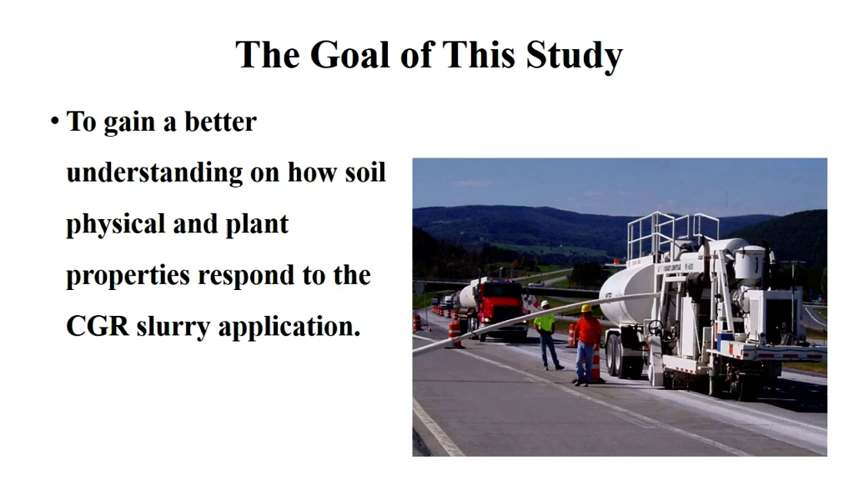 The Goal of This Study
• To gain a better
understanding on how soil
physical and plant
properties respond to the
CGR slurry application.